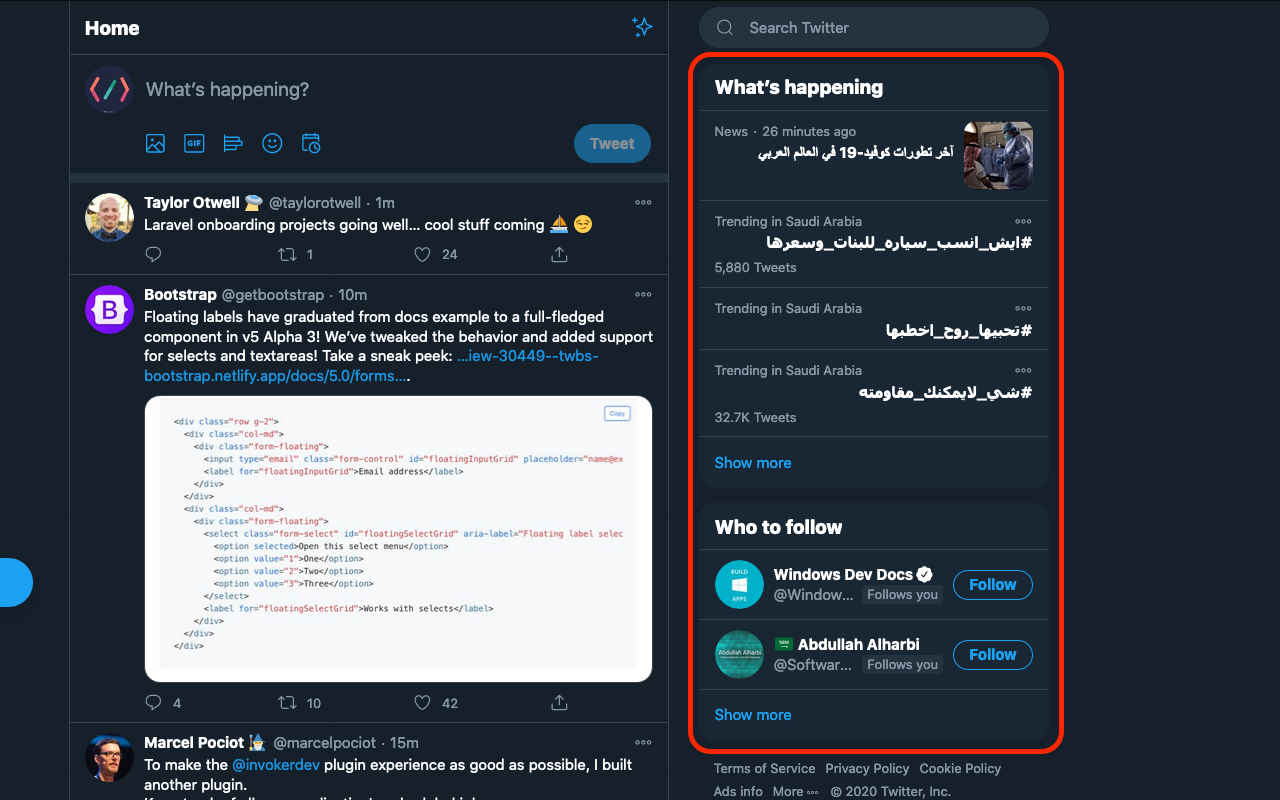 Home
What's happening?
GIF
Tweet
Taylor Otwell @taylorotwell · 1m
Laravel onboarding projects going well... cool stuff coming
1 24
Bootstrap @getbootstrap · 10m
Floating labels have graduated from docs example to a full-fledged
component in v5 Alpha 3! We've tweaked the behavior and added support
for selects and textareas! Take a sneak peek: ...iew-30449--twbs-
bootstrap.netlify.app/docs/5.0/forms....
Copy
<div class="row g-2">
<div class="col-md">
<div class="form-floating">
<input type="email" class="form-control" id="floatingInputGrid" placeholder="name@ex
<label for="floatingInputGrid">Email address</label>
</div>
</div>
<div class="col-md">
<div class="form-floating">
<select class="form-select" id="floatingSelectGrid" aria-label="Floating label selec
<option selected>Open this select menu</option>
<option value="1">One</option>
<option value="2">Two</option>
<option value="3">Three</option>
</select>
<label for="floatingSelectGrid">Works with selects</label>
</div>
</div>
</div>
4 10 42
Marcel Pociot @marcelpociot · 15m
To make the @invokerdev plugin experience as good as possible, I built
another plugin.
Search Twitter
What's happening
News · 26 minutes ago
آخر تطورات كوفيد-19 في العالم العربي
Trending in Saudi Arabia
#ايش_انسب_سياره_للبنات_وسعرها
5,880 Tweets
Trending in Saudi Arabia
#تحبيها_روح_اخطبها
Trending in Saudi Arabia
#شي_لايمكنك_مقاومته
32.7K Tweets
Show more
Who to follow
BUILD
APPS
Windows Dev Docs
@Window... Follows you
Follow
Abdullah Alharbi
Abdullah Alharbi
@Softwar... Follows you
Follow
Show more
Terms of Service Privacy Policy Cookie Policy
Ads info More © 2020 Twitter, Inc.